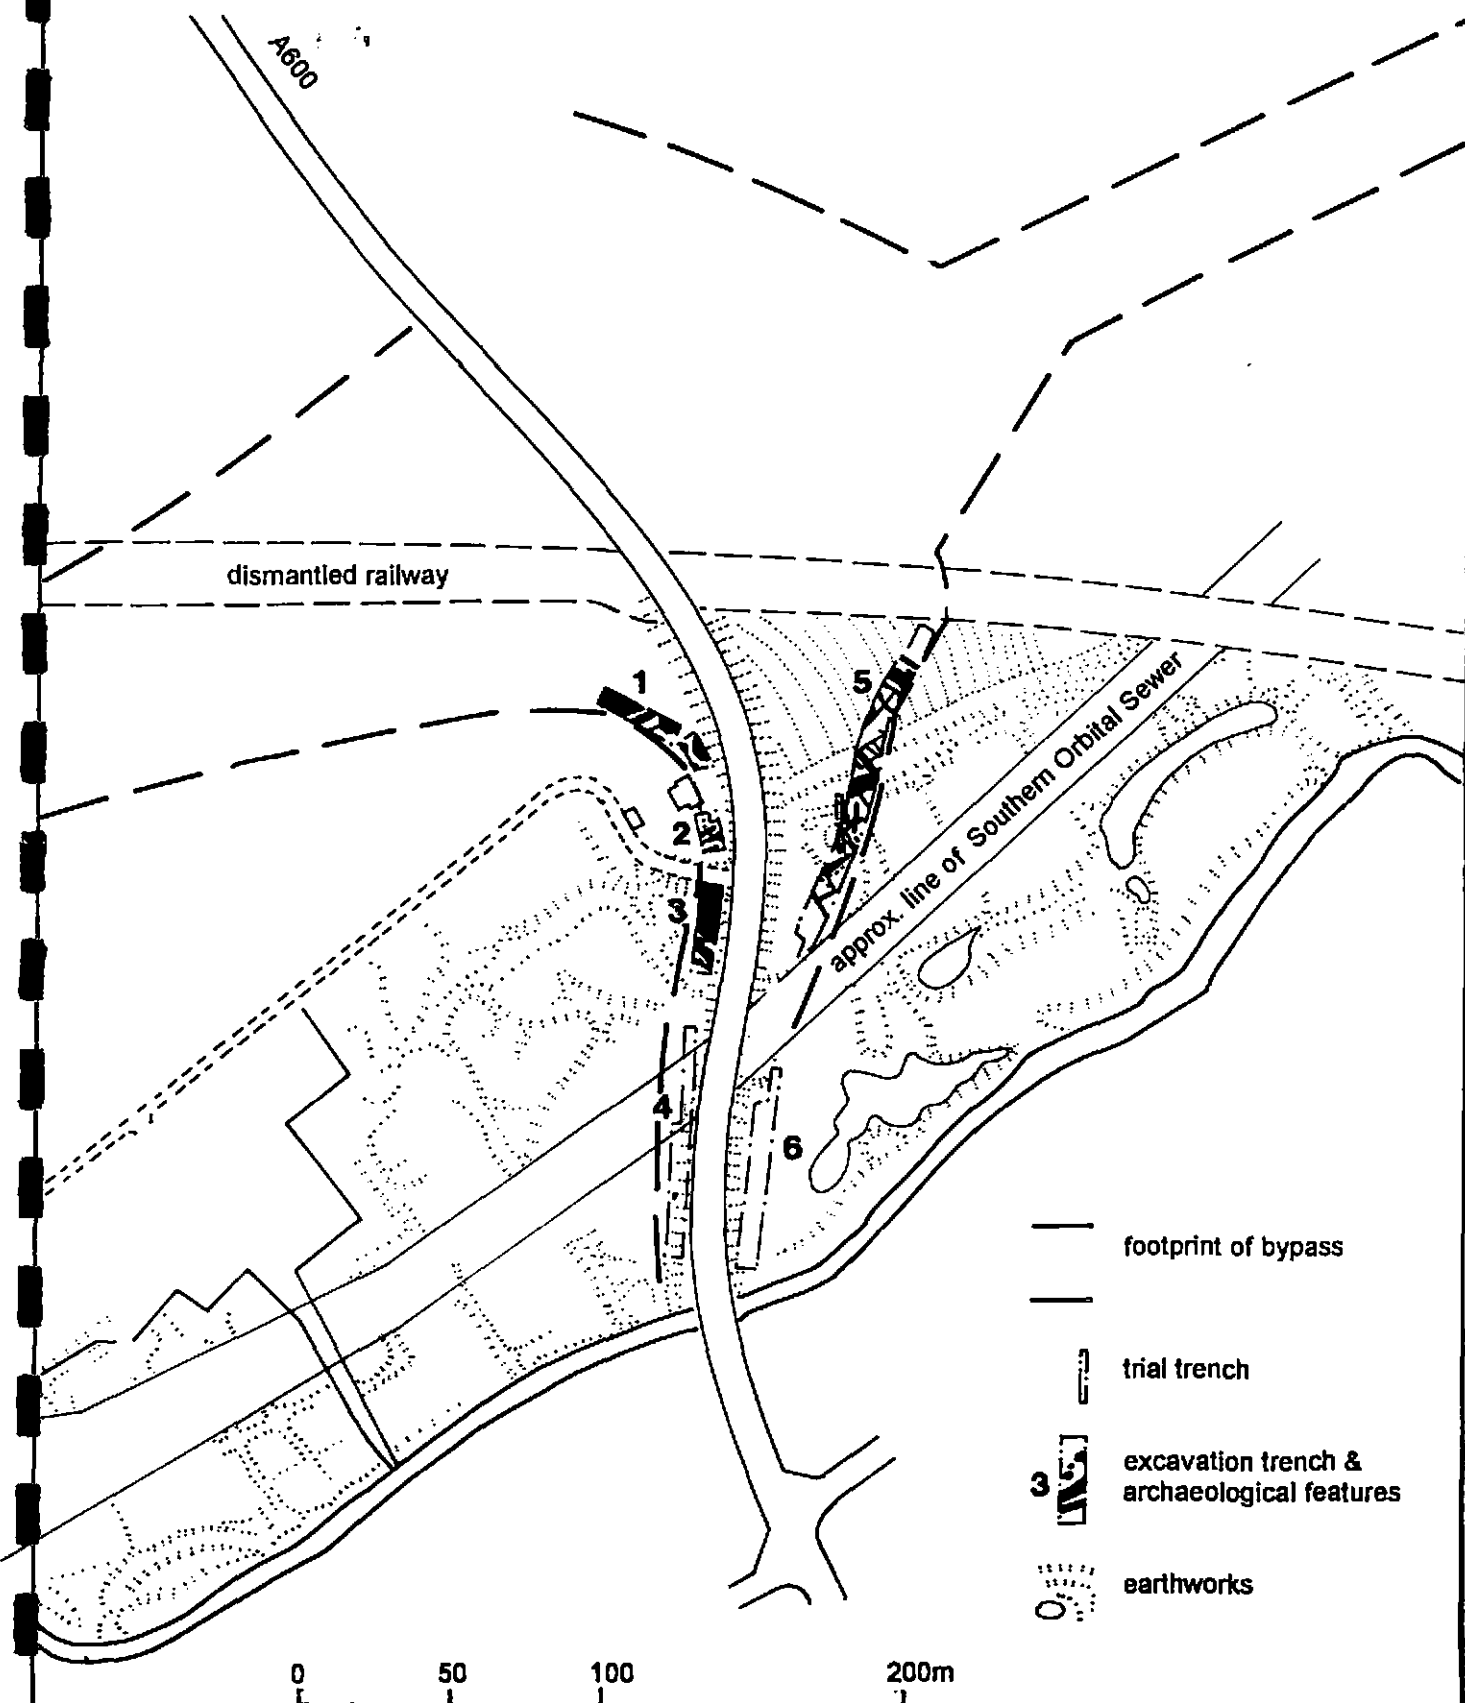 A600
dismantled railway
1
5
2
3
approx. line of Southern Orbital Sewer
4
6
footprint of bypass
trial trench
3
excavation trench &
archaeological features
earthworks
0 50 100 200m